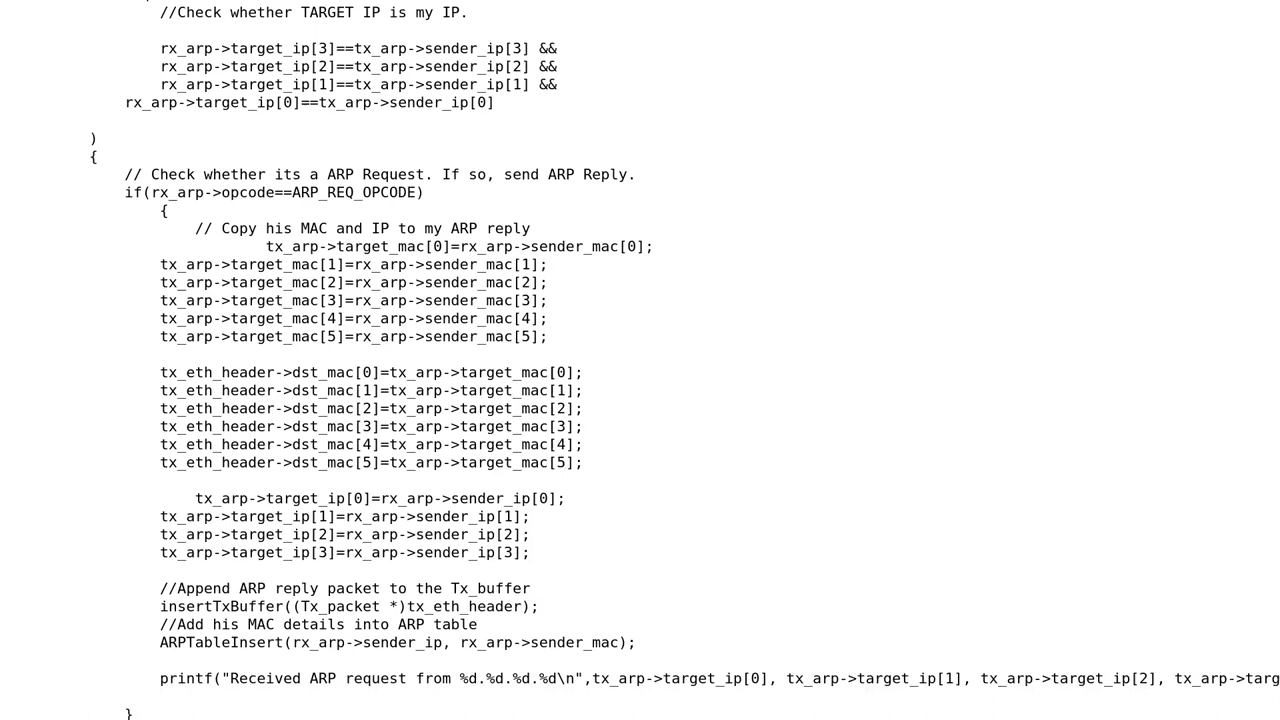 //Check whether TARGET IP is my IP.
rx_arp->target_ip[3]==tx_arp->sender_ip[3] &&
rx_arp->target_ip[2]==tx_arp->sender_ip[2] &&
rx_arp->target_ip[1]==tx_arp->sender_ip[1] &&
rx_arp->target_ip[0]==tx_arp->sender_ip[0]
)
{
// Check whether its a ARP Request. If so, send ARP Reply.
if(rx_arp->opcode==ARP_REQ_OPCODE)
{
// Copy his MAC and IP to my ARP reply
tx_arp->target_mac[0]=rx_arp->sender_mac[0];
tx_arp->target_mac[1]=rx_arp->sender_mac[1];
tx_arp->target_mac[2]=rx_arp->sender_mac[2];
tx_arp->target_mac[3]=rx_arp->sender_mac[3];
tx_arp->target_mac[4]=rx_arp->sender_mac[4];
tx_arp->target_mac[5]=rx_arp->sender_mac[5];
tx_eth_header->dst_mac[0]=tx_arp->target_mac[0];
tx_eth_header->dst_mac[1]=tx_arp->target_mac[1];
tx_eth_header->dst_mac[2]=tx_arp->target_mac[2];
tx_eth_header->dst_mac[3]=tx_arp->target_mac[3];
tx_eth_header->dst_mac[4]=tx_arp->target_mac[4];
tx_eth_header->dst_mac[5]=tx_arp->target_mac[5];
tx_arp->target_ip[0]=rx_arp->sender_ip[0];
tx_arp->target_ip[1]=rx_arp->sender_ip[1];
tx_arp->target_ip[2]=rx_arp->sender_ip[2];
tx_arp->target_ip[3]=rx_arp->sender_ip[3];
//Append ARP reply packet to the Tx_buffer
insertTxBuffer((Tx_packet *)tx_eth_header);
//Add his MAC details into ARP table
ARPTableInsert(rx_arp->sender_ip, rx_arp->sender_mac);
printf("Received ARP request from %d.%d.%d.%d\n",tx_arp->target_ip[0], tx_arp->target_ip[1], tx_arp->target_ip[2], tx_arp->targ
}